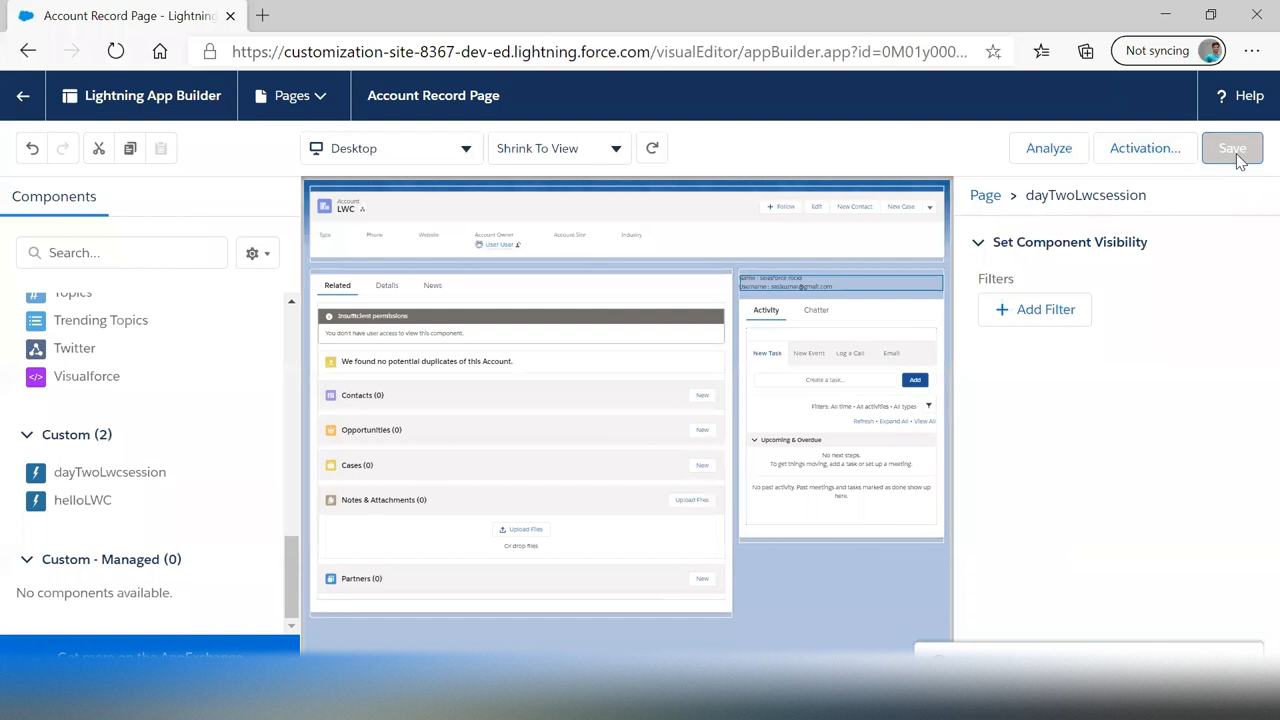 Account Record Page - Lightning
https://customization-site-8367-dev-ed.lightning.force.com/visualEditor/appBuilder.app?id=0M01y000...
Not syncing
Lightning App Builder
Pages
Account Record Page
? Help
Desktop
Shrink To View
Analyze
Activation...
Save
Components
Search...
Topics
Trending Topics
Twitter
Visualforce
Custom (2)
dayTwoLwcsession
helloLWC
Custom - Managed (0)
No components available.
Get more on the AppExchange
Account
LWC
+ Follow
Edit
New Contact
New Case
Type
Phone
Website
Account Owner
Account Site
Industry
User User
Related
Details
News
Insufficient permissions
You don't have user access to view this component.
We found no potential duplicates of this Account.
Contacts (0)
New
Opportunities (0)
New
Cases (0)
New
Notes & Attachments (0)
Upload Files
Upload Files
Or drop files
Partners (0)
New
Name : salesforce rocks
Activity
Chatter
New Task
New Event
Log a Call
Email
Create a task...
Add
Filters: All time • All activities • All types
Refresh • Expand All • View All
Upcoming & Overdue
No next steps.
To get things moving, add a task or set up a meeting.
No past activity. Past meetings and tasks marked as done show up
here.
Page > dayTwoLwcsession
Set Component Visibility
Filters
+ Add Filter